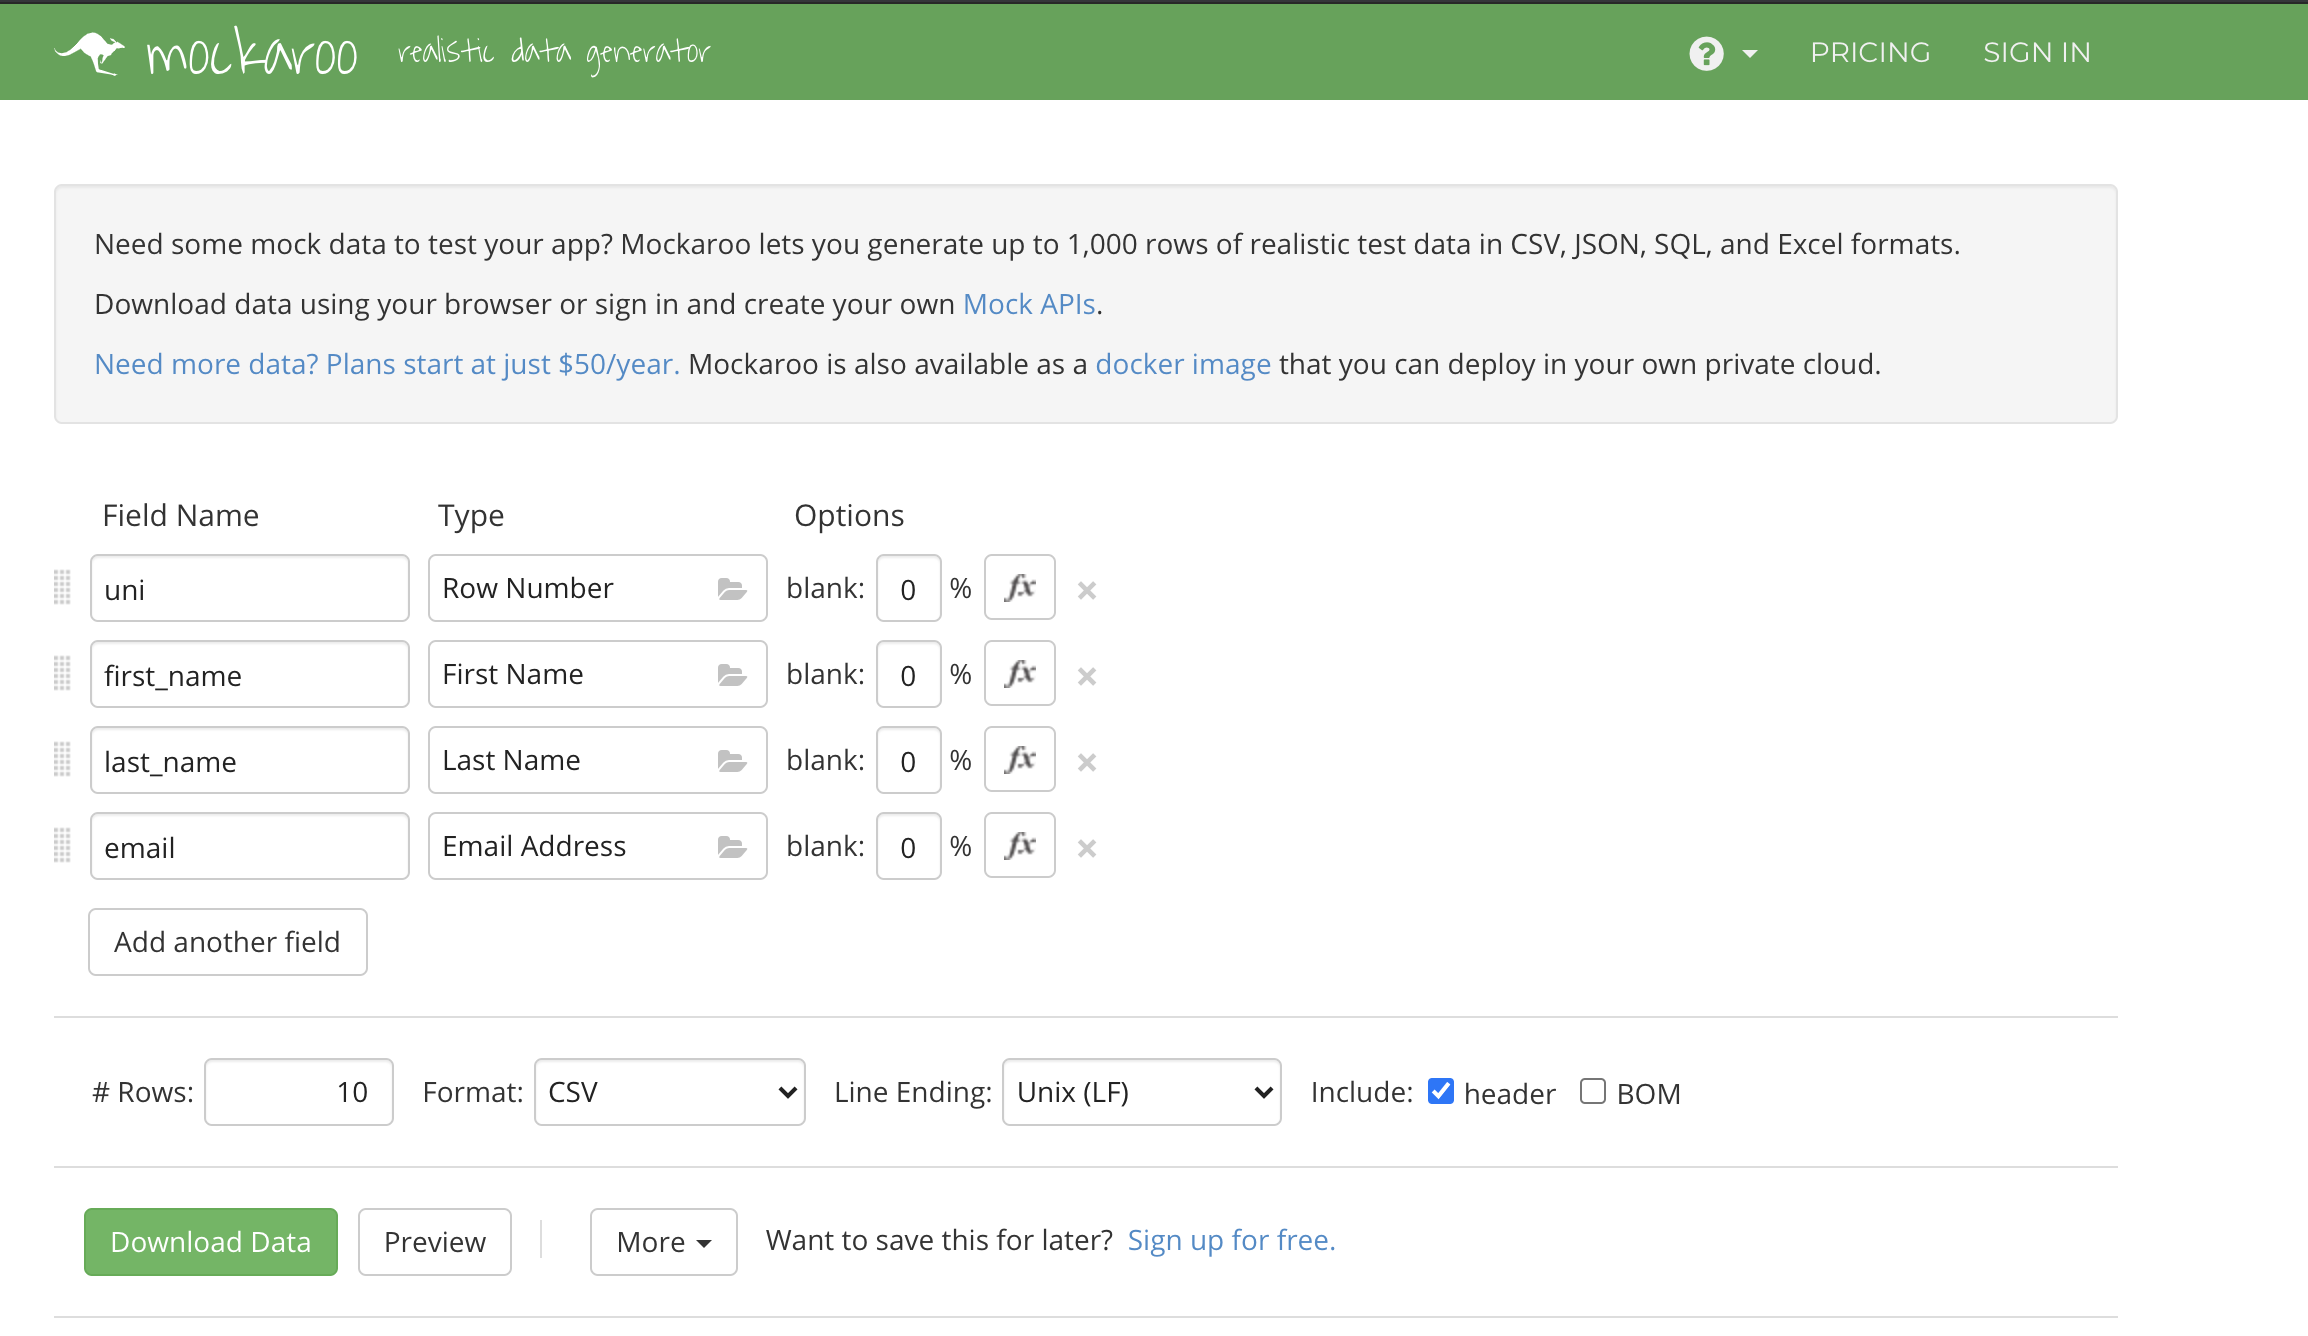 mockaroo realistic data generator ? PRICING SIGN IN
Need some mock data to test your app? Mockaroo lets you generate up to 1,000 rows of realistic test data in CSV, JSON, SQL, and Excel formats.
Download data using your browser or sign in and create your own Mock APIs.
Need more data? Plans start at just $50/year. Mockaroo is also available as a docker image that you can deploy in your own private cloud.
Field Name Type Options
uni Row Number blank: 0 % fx ×
first_name First Name blank: 0 % fx ×
last_name Last Name blank: 0 % fx ×
email Email Address blank: 0 % fx ×
Add another field
# Rows: 10 Format: CSV Line Ending: Unix (LF) Include: header BOM
Download Data Preview More Want to save this for later? Sign up for free.